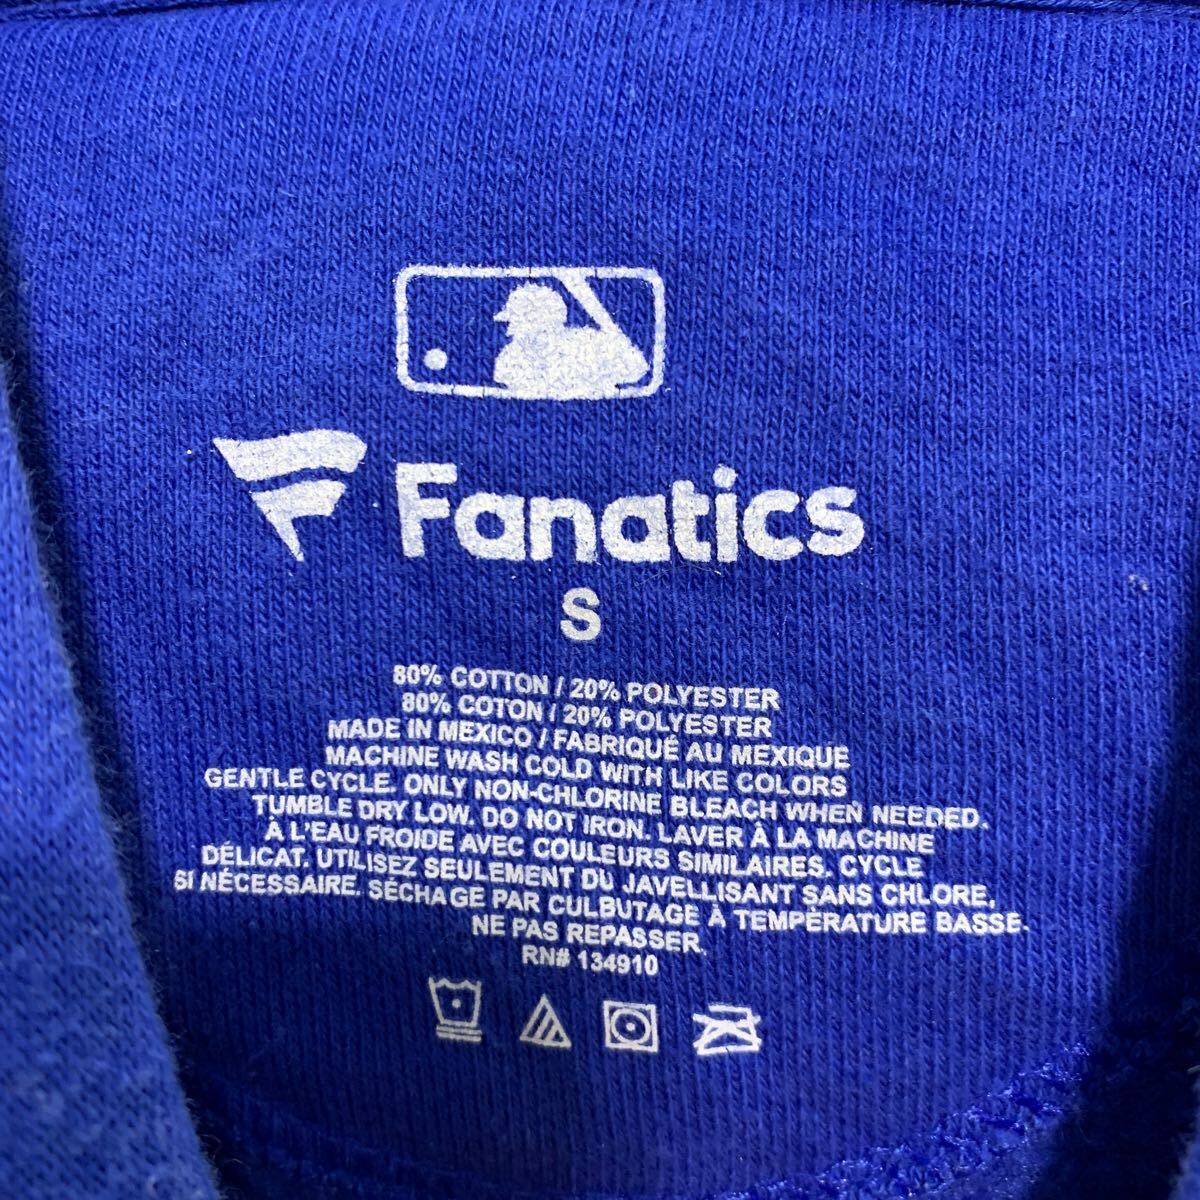 Fanatics
S
80% COTTON / 20% POLYESTER
80% COTON / 20% POLYESTER
MADE IN MEXICO / FABRIQUÉ AU MEXIQUE
MACHINE WASH COLD WITH LIKE COLORS
GENTLE CYCLE. ONLY NON-CHLORINE BLEACH WHEN NEEDED.
TUMBLE DRY LOW. DO NOT IRON. LAVER À LA MACHINE
À L'EAU FROIDE AVEC COULEURS SIMILAIRES. CYCLE
DÉLICAT. UTILISEZ SEULEMENT DU JAVELLISANT SANS CHLORE,
SI NÉCESSAIRE. SÉCHAGE PAR CULBUTAGE À TEMPÉRATURE BASSE.
NE PAS REPASSER.
RN# 134910